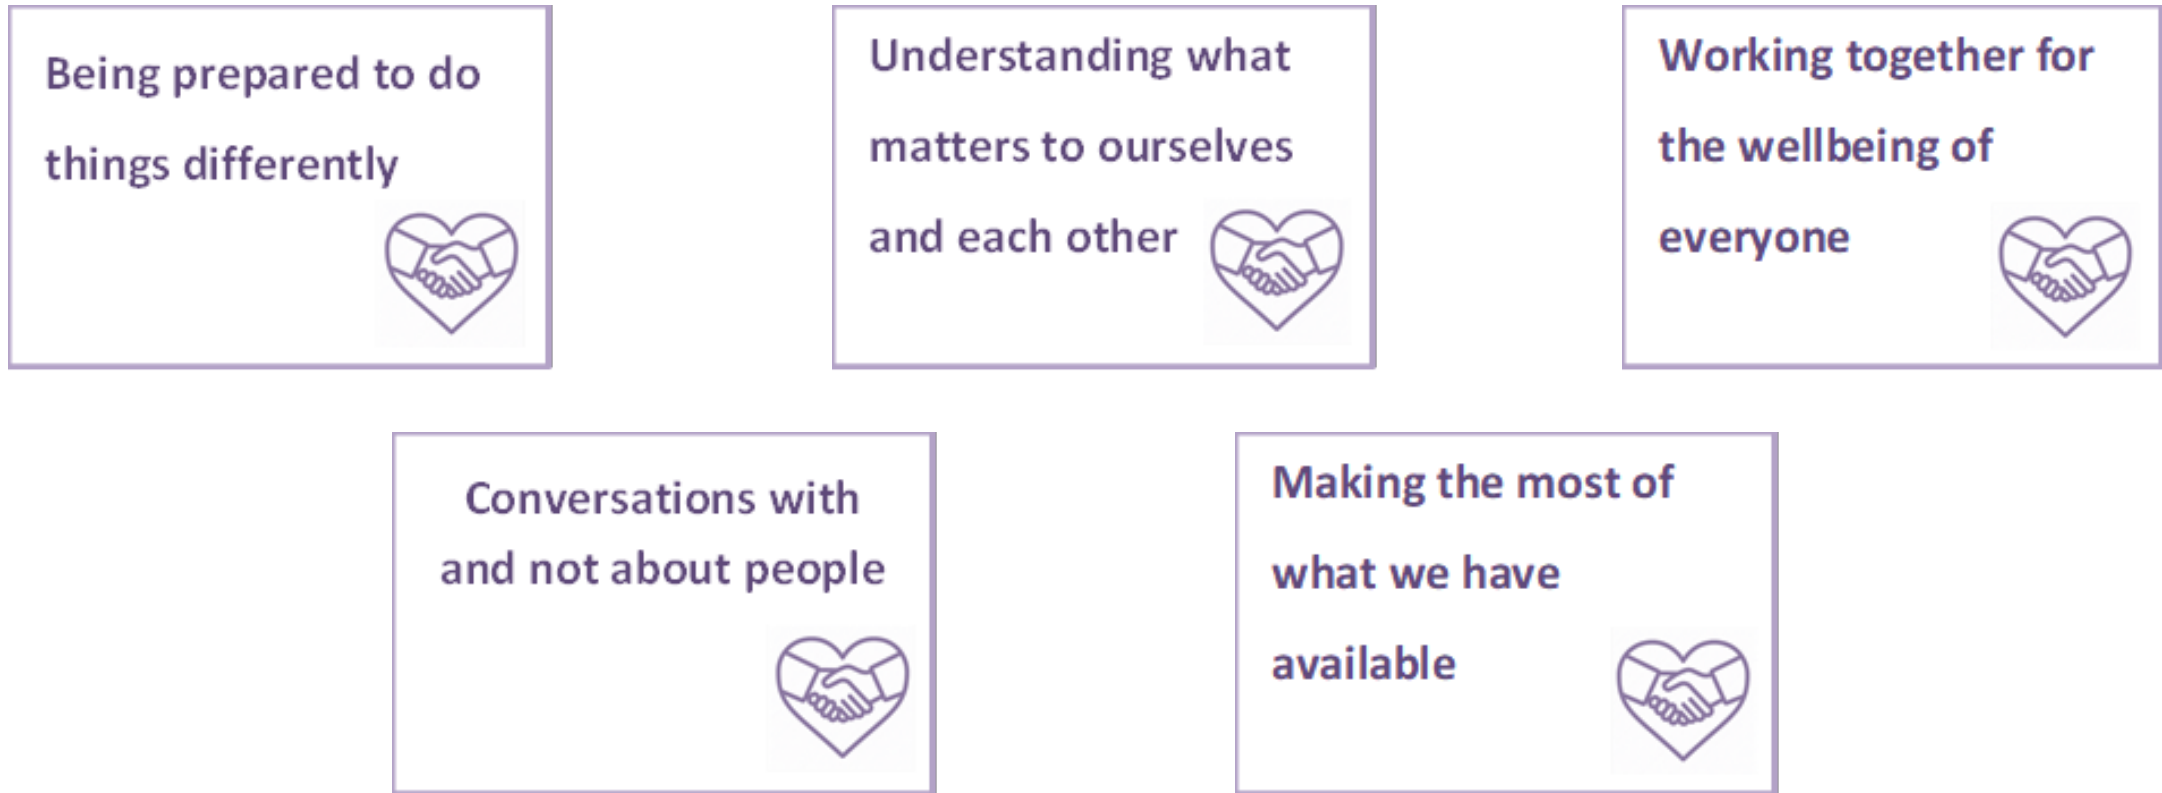 Being prepared to do
things differently
Understanding what
matters to ourselves
and each other
Working together for
the wellbeing of
everyone
Conversations with
and not about people
Making the most of
what we have
available